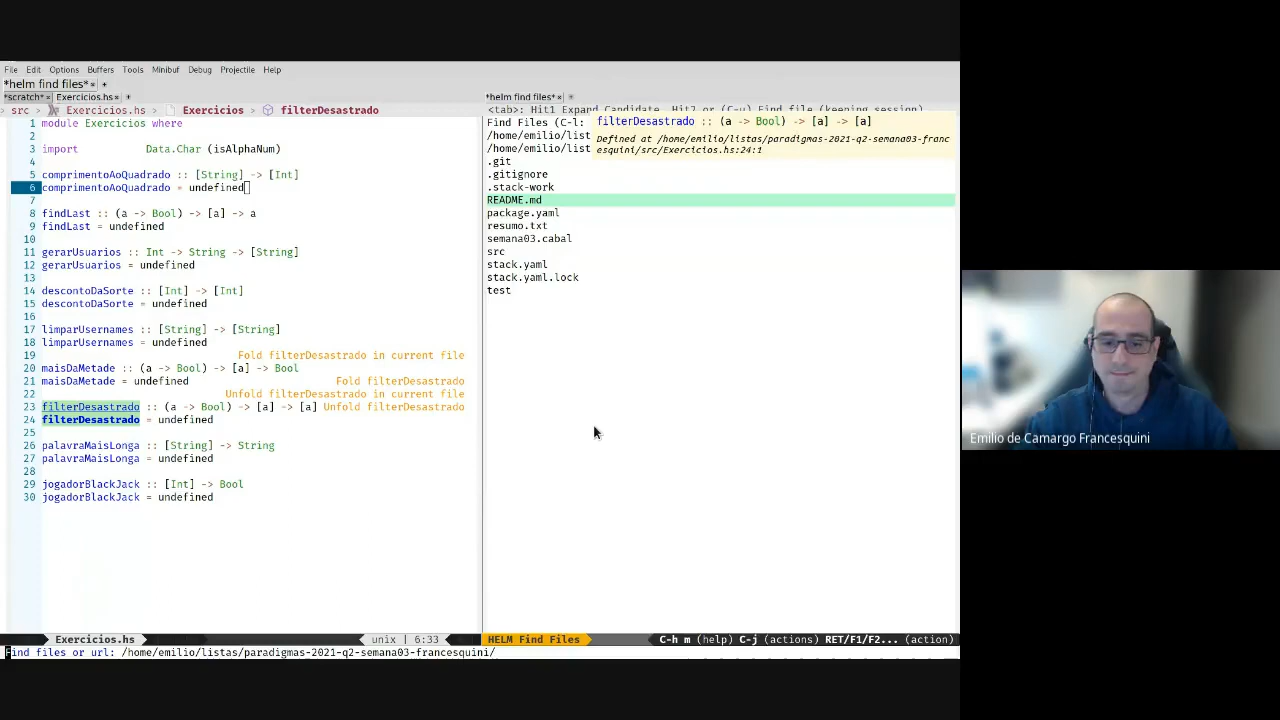 File Edit Options Buffers Tools Minibuf Debug Projectile Help
*helm find files* × +
*scratch* × Exercicios.hs × +
src > Exercicios.hs > Exercicios > filterDesastrado
1 module Exercicios where
2
3 import Data.Char (isAlphaNum)
4
5 comprimentoAoQuadrado :: [String] -> [Int]
6 comprimentoAoQuadrado = undefined
7
8 findLast :: (a -> Bool) -> [a] -> a
9 findLast = undefined
10
11 gerarUsuarios :: Int -> String -> [String]
12 gerarUsuarios = undefined
13
14 descontoDaSorte :: [Int] -> [Int]
15 descontoDaSorte = undefined
16
17 limparUsernames :: [String] -> [String]
18 limparUsernames = undefined
19 Fold filterDesastrado in current file
20 maisDaMetade :: (a -> Bool) -> [a] -> Bool
21 maisDaMetade = undefined Fold filterDesastrado
22 Unfold filterDesastrado in current file
23 filterDesastrado :: (a -> Bool) -> [a] -> [a] Unfold filterDesastrado
24 filterDesastrado = undefined
25
26 palavraMaisLonga :: [String] -> String
27 palavraMaisLonga = undefined
28
29 jogadorBlackJack :: [Int] -> Bool
30 jogadorBlackJack = undefined
Exercicios.hs unix | 6:33
*helm find files* ×
<tab>: Hit1 Expand Candidate, Hit2 or (C-u) Find file (keeping session)
Find Files (C-l:
/home/emilio/list
/home/emilio/list
filterDesastrado :: (a -> Bool) -> [a] -> [a]
Defined at /home/emilio/listas/paradigmas-2021-q2-semana03-franc
esquini/src/Exercicios.hs:24:1
.git
.gitignore
.stack-work
README.md
package.yaml
resumo.txt
semana03.cabal
src
stack.yaml
stack.yaml.lock
test
HELM Find Files C-h m (help) C-j (actions) RET/F1/F2... (action)
Find files or url: /home/emilio/listas/paradigmas-2021-q2-semana03-francesquini/
Emilio de Camargo Francesquini